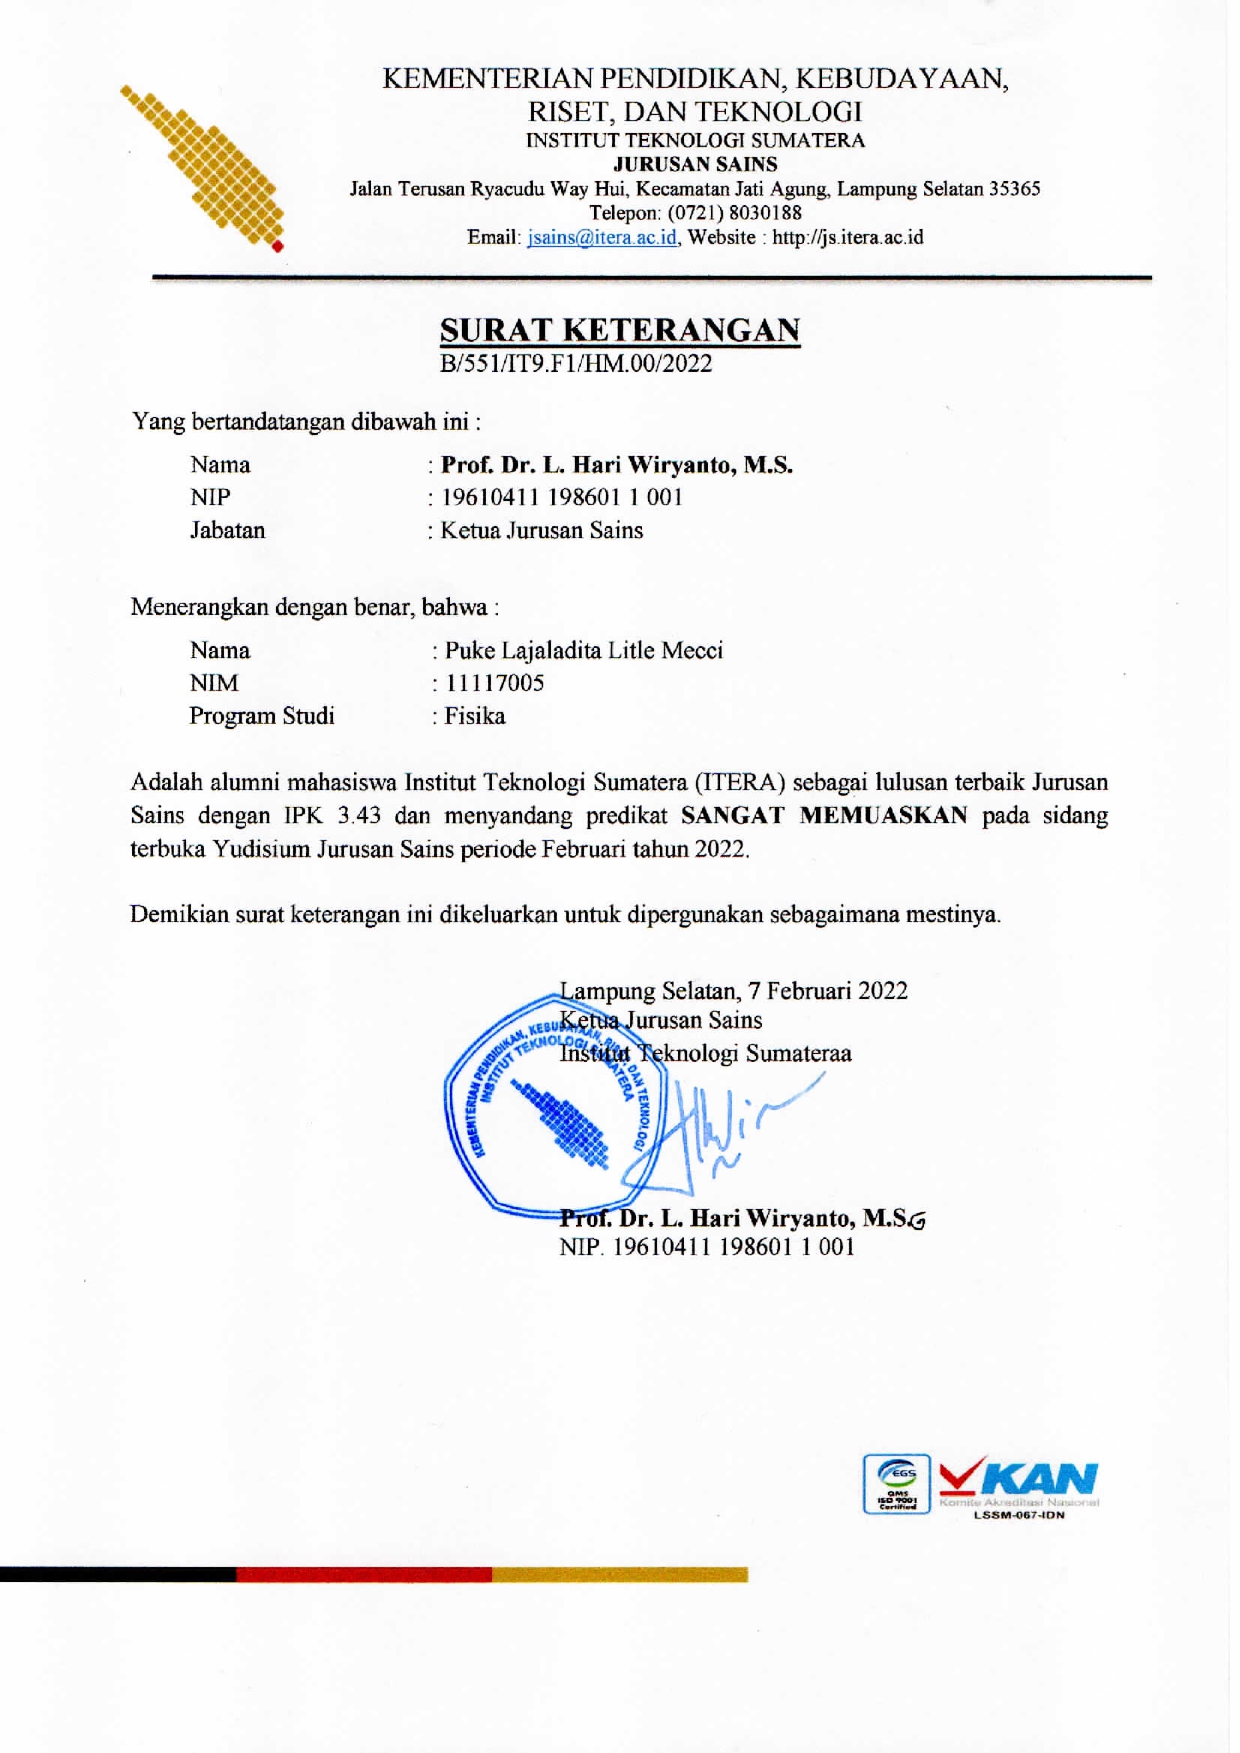 KEMENTERIAN PENDIDIKAN, KEBUDAYAAN,
RISET, DAN TEKNOLOGI
INSTITUT TEKNOLOGI SUMATERA
JURUSAN SAINS
Jalan Terusan Ryacudu Way Hui, Kecamatan Jati Agung, Lampung Selatan 35365
Telepon: (0721) 8030188
Email: jsains@itera.ac.id, Website : http://js.itera.ac.id
SURAT KETERANGAN
B/551/IT9.F1/HM.00/2022
Yang bertandatangan dibawah ini :
Nama : Prof. Dr. L. Hari Wiryanto, M.S.
NIP : 19610411 198601 1 001
Jabatan : Ketua Jurusan Sains
Menerangkan dengan benar, bahwa :
Nama : Puke Lajaladita Litle Mecci
NIM : 11117005
Program Studi : Fisika
Adalah alumni mahasiswa Institut Teknologi Sumatera (ITERA) sebagai lulusan terbaik Jurusan
Sains dengan IPK 3.43 dan menyandang predikat SANGAT MEMUASKAN pada sidang
terbuka Yudisium Jurusan Sains periode Februari tahun 2022.
Demikian surat keterangan ini dikeluarkan untuk dipergunakan sebagaimana mestinya.
Lampung Selatan, 7 Februari 2022
Ketua Jurusan Sains
Institut Teknologi Sumateraa
KEMENTERIAN PENDIDIKAN, KEBUDAYAAN, RISET, DAN TEKNOLOGI
INSTITUT TEKNOLOGI SUMATERA
Prof. Dr. L. Hari Wiryanto, M.S.
NIP. 19610411 198601 1 001
EGS
QMS
ISO 9001
Certified
KAN
Komite Akreditasi Nasional
LSSM-067-IDN